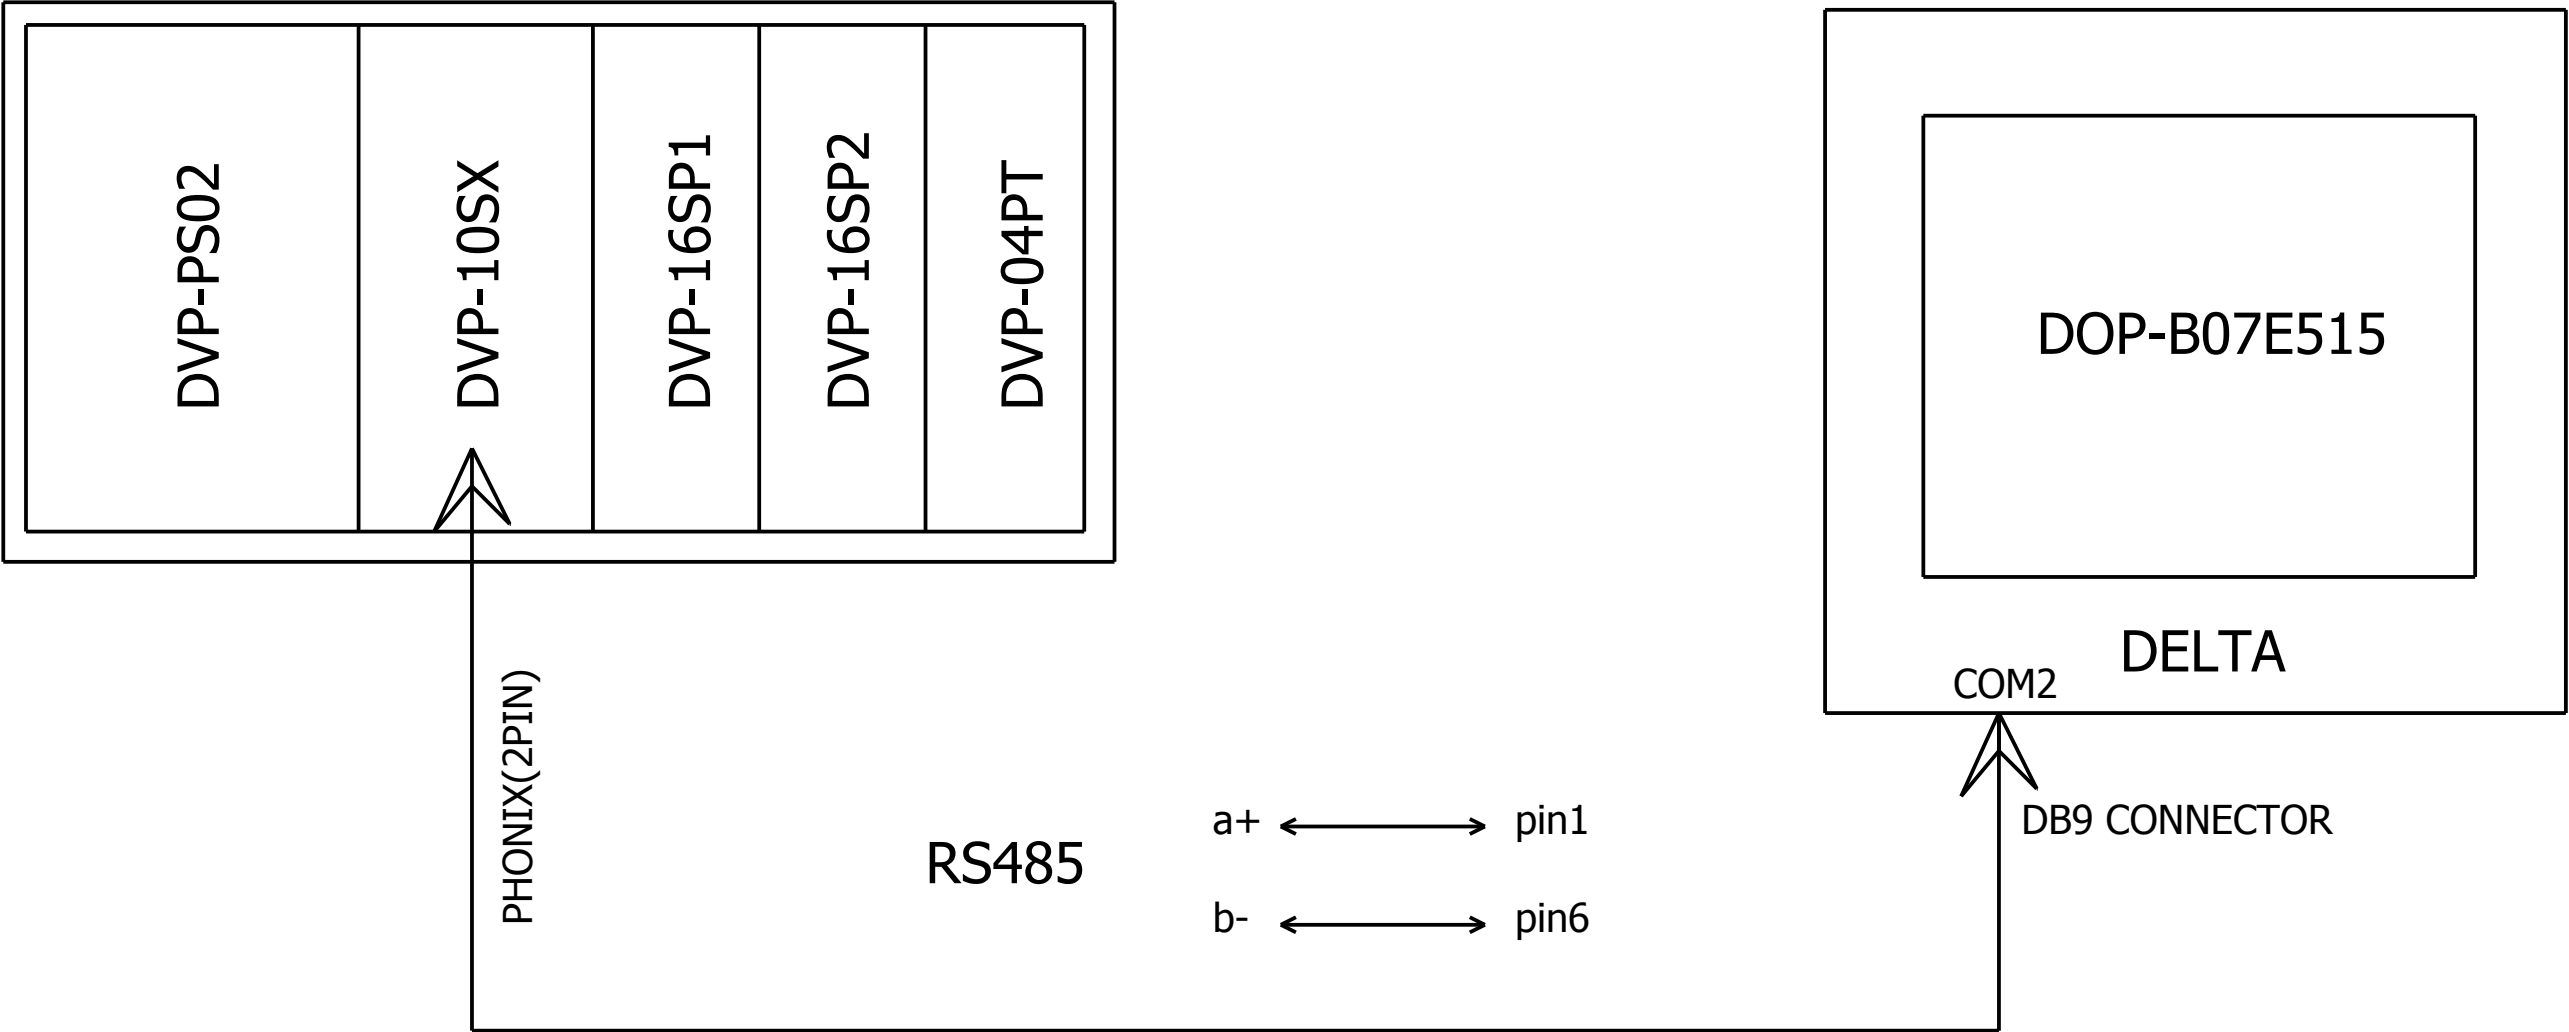 DVP-PS02
DVP-10SX
DVP-16SP1
DVP-16SP2
DVP-04PT
DOP-B07E515
DELTA
COM2
PHONIX(2PIN)
RS485
a+ pin1
b- pin6
DB9 CONNECTOR